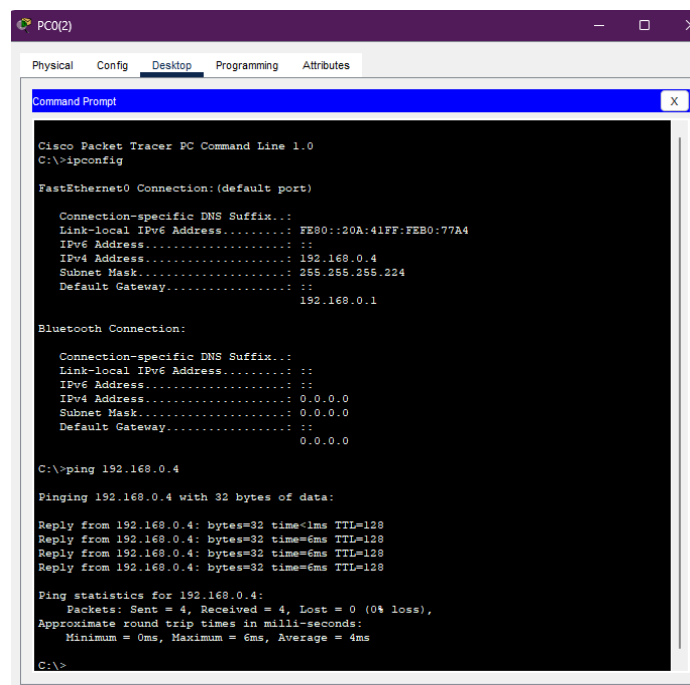 PC0(2)
Physical Config Desktop Programming Attributes
Command Prompt
X
Cisco Packet Tracer PC Command Line 1.0
C:\>ipconfig
FastEthernet0 Connection:(default port)
Connection-specific DNS Suffix..:
Link-local IPv6 Address.........: FE80::20A:41FF:FEB0:77A4
IPv6 Address....................: ::
IPv4 Address....................: 192.168.0.4
Subnet Mask.....................: 255.255.255.224
Default Gateway.................: ::
192.168.0.1
Bluetooth Connection:
Connection-specific DNS Suffix..:
Link-local IPv6 Address.........: ::
IPv6 Address....................: ::
IPv4 Address....................: 0.0.0.0
Subnet Mask.....................: 0.0.0.0
Default Gateway.................: ::
0.0.0.0
C:\>ping 192.168.0.4
Pinging 192.168.0.4 with 32 bytes of data:
Reply from 192.168.0.4: bytes=32 time<1ms TTL=128
Reply from 192.168.0.4: bytes=32 time=6ms TTL=128
Reply from 192.168.0.4: bytes=32 time=6ms TTL=128
Reply from 192.168.0.4: bytes=32 time=6ms TTL=128
Ping statistics for 192.168.0.4:
Packets: Sent = 4, Received = 4, Lost = 0 (0% loss),
Approximate round trip times in milli-seconds:
Minimum = 0ms, Maximum = 6ms, Average = 4ms
C:\>